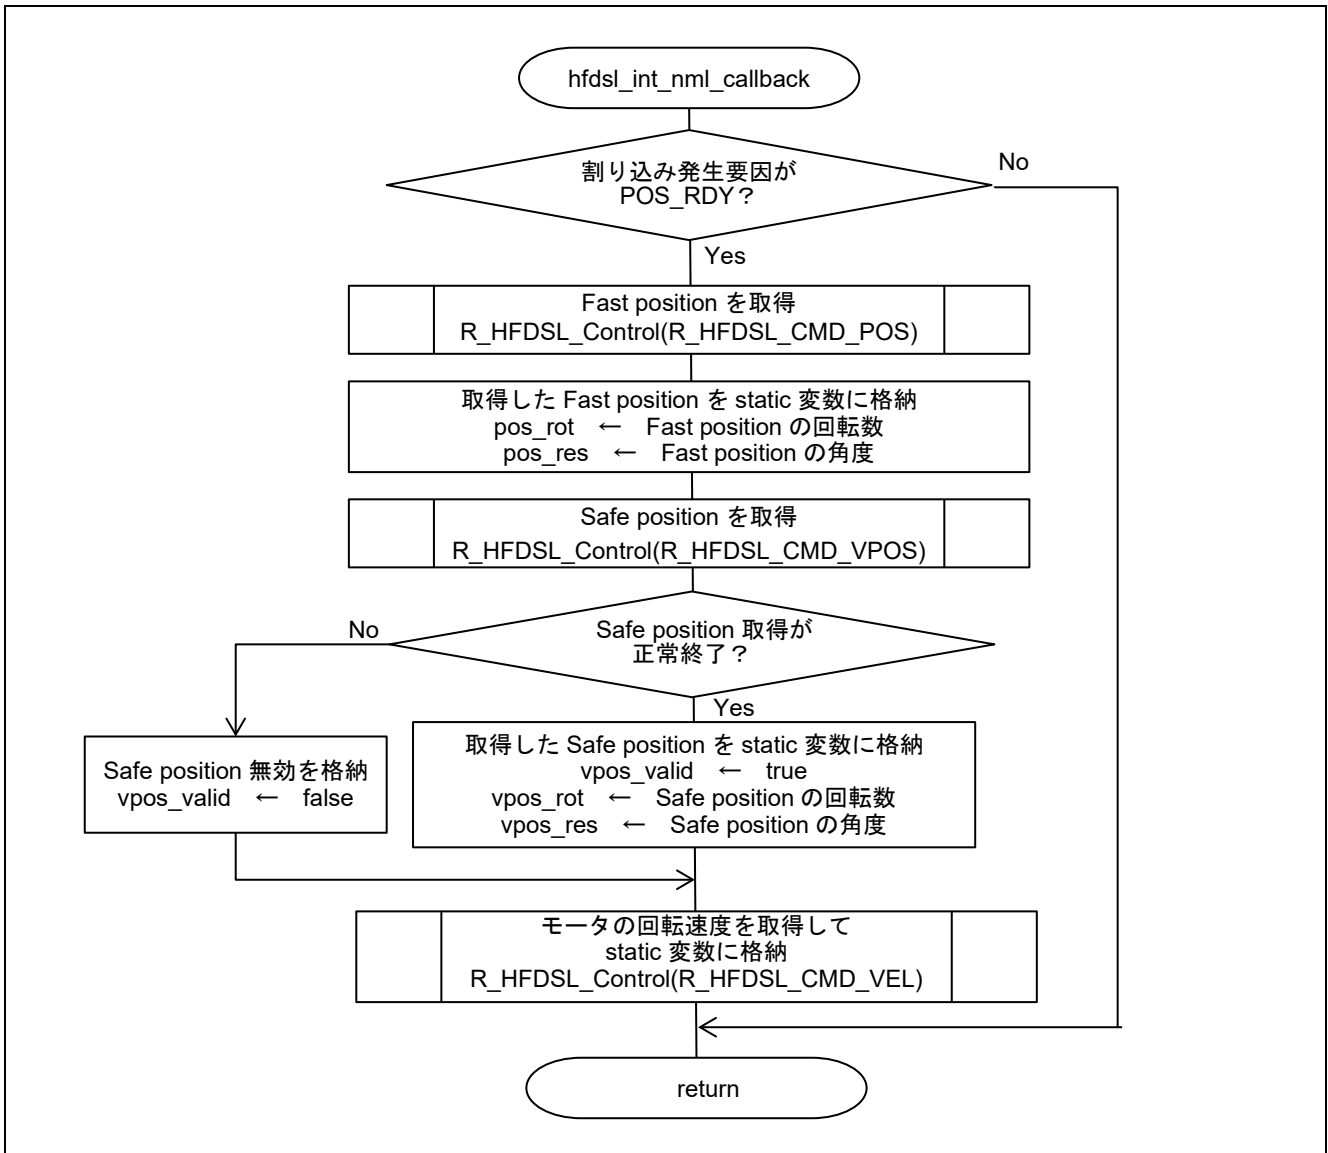 hfdsl_int_nml_callback
割り込み発生要因が
POS_RDY？
No
Yes
Fast position を取得
R_HFDSL_Control(R_HFDSL_CMD_POS)
取得した Fast position を static 変数に格納
pos_rot ← Fast position の回転数
pos_res ← Fast position の角度
Safe position を取得
R_HFDSL_Control(R_HFDSL_CMD_VPOS)
Safe position 取得が
正常終了？
No
Yes
Safe position 無効を格納
vpos_valid ← false
取得した Safe position を static 変数に格納
vpos_valid ← true
vpos_rot ← Safe position の回転数
vpos_res ← Safe position の角度
モータの回転速度を取得して
static 変数に格納
R_HFDSL_Control(R_HFDSL_CMD_VEL)
return